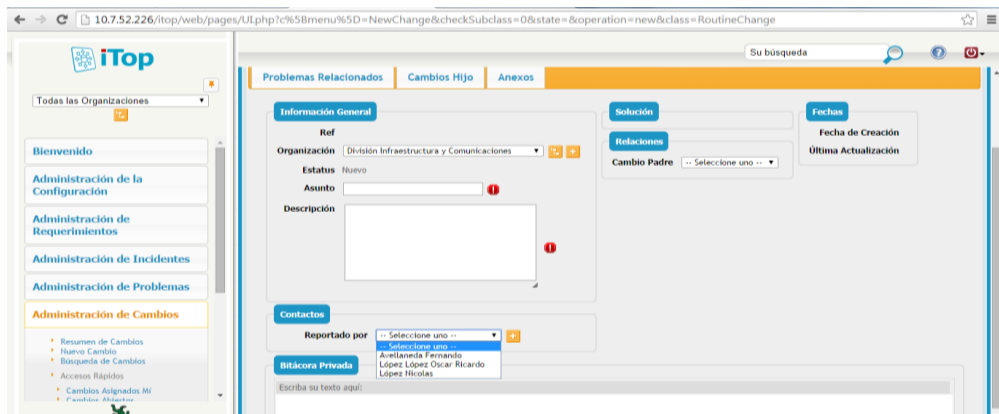 10.7.52.226/itop/web/pages/UI.php?c%5Bmenu%5D=NewChange&checkSubclass=0&state=&operation=new&class=RoutineChange
iTop
Su búsqueda
Todas las Organizaciones
Bienvenido
Administración de la
Configuración
Administración de
Requerimientos
Administración de Incidentes
Administración de Problemas
Administración de Cambios
Resumen de Cambios
Nuevo Cambio
Búsqueda de Cambios
Accesos Rápidos
Cambios Asignados Mí
Cambios Abiertos
Problemas Relacionados
Cambios Hijo
Anexos
Información General
Ref
Organización División Infraestructura y Comunicaciones
Estatus Nuevo
Asunto
Descripción
Solución
Relaciones
Cambio Padre -- Seleccione uno --
Fechas
Fecha de Creación
Última Actualización
Contactos
Reportado por -- Seleccione uno --
-- Seleccione uno --
Avellaneda Fernando
López López Oscar Ricardo
López Nicolas
Bitácora Privada
Escriba su texto aquí: